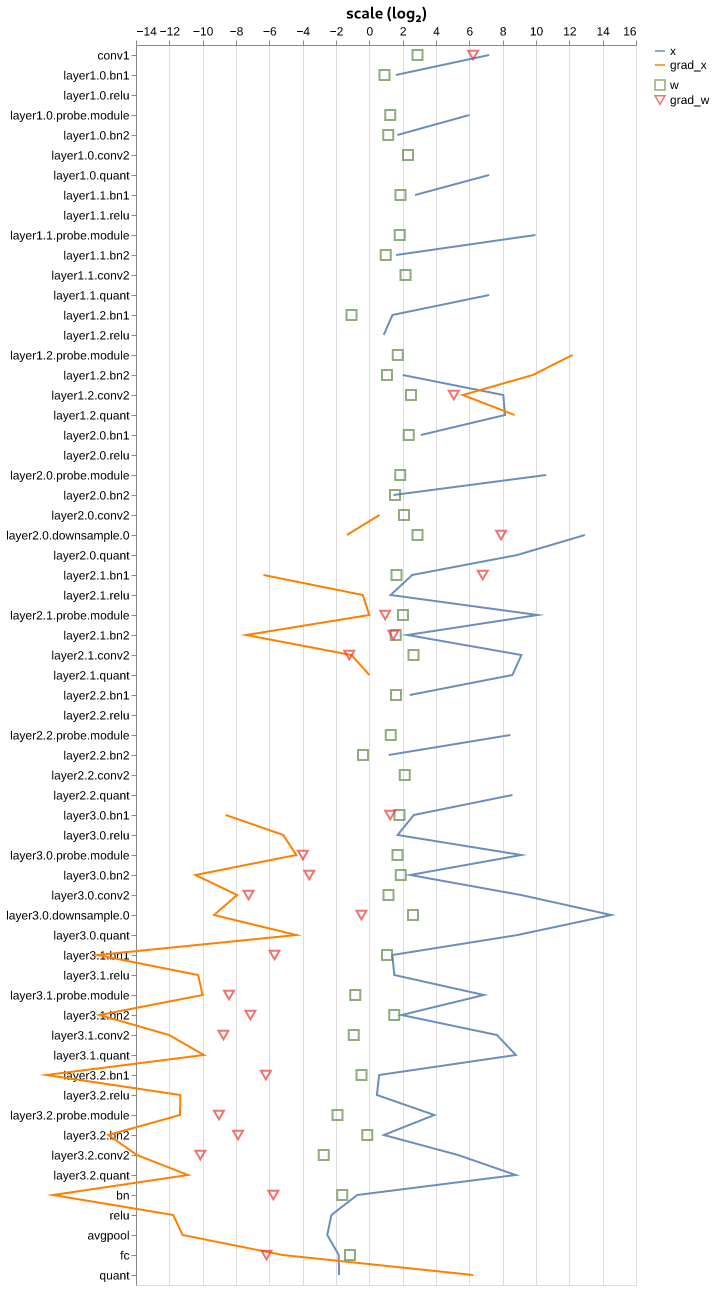 scale (log₂)
−14 −12 −10 −8 −6 −4 −2 0 2 4 6 8 10 12 14 16
x
grad_x
w
grad_w
conv1
layer1.0.bn1
layer1.0.relu
layer1.0.probe.module
layer1.0.bn2
layer1.0.conv2
layer1.0.quant
layer1.1.bn1
layer1.1.relu
layer1.1.probe.module
layer1.1.bn2
layer1.1.conv2
layer1.1.quant
layer1.2.bn1
layer1.2.relu
layer1.2.probe.module
layer1.2.bn2
layer1.2.conv2
layer1.2.quant
layer2.0.bn1
layer2.0.relu
layer2.0.probe.module
layer2.0.bn2
layer2.0.conv2
layer2.0.downsample.0
layer2.0.quant
layer2.1.bn1
layer2.1.relu
layer2.1.probe.module
layer2.1.bn2
layer2.1.conv2
layer2.1.quant
layer2.2.bn1
layer2.2.relu
layer2.2.probe.module
layer2.2.bn2
layer2.2.conv2
layer2.2.quant
layer3.0.bn1
layer3.0.relu
layer3.0.probe.module
layer3.0.bn2
layer3.0.conv2
layer3.0.downsample.0
layer3.0.quant
layer3.1.bn1
layer3.1.relu
layer3.1.probe.module
layer3.1.bn2
layer3.1.conv2
layer3.1.quant
layer3.2.bn1
layer3.2.relu
layer3.2.probe.module
layer3.2.bn2
layer3.2.conv2
layer3.2.quant
bn
relu
avgpool
fc
quant